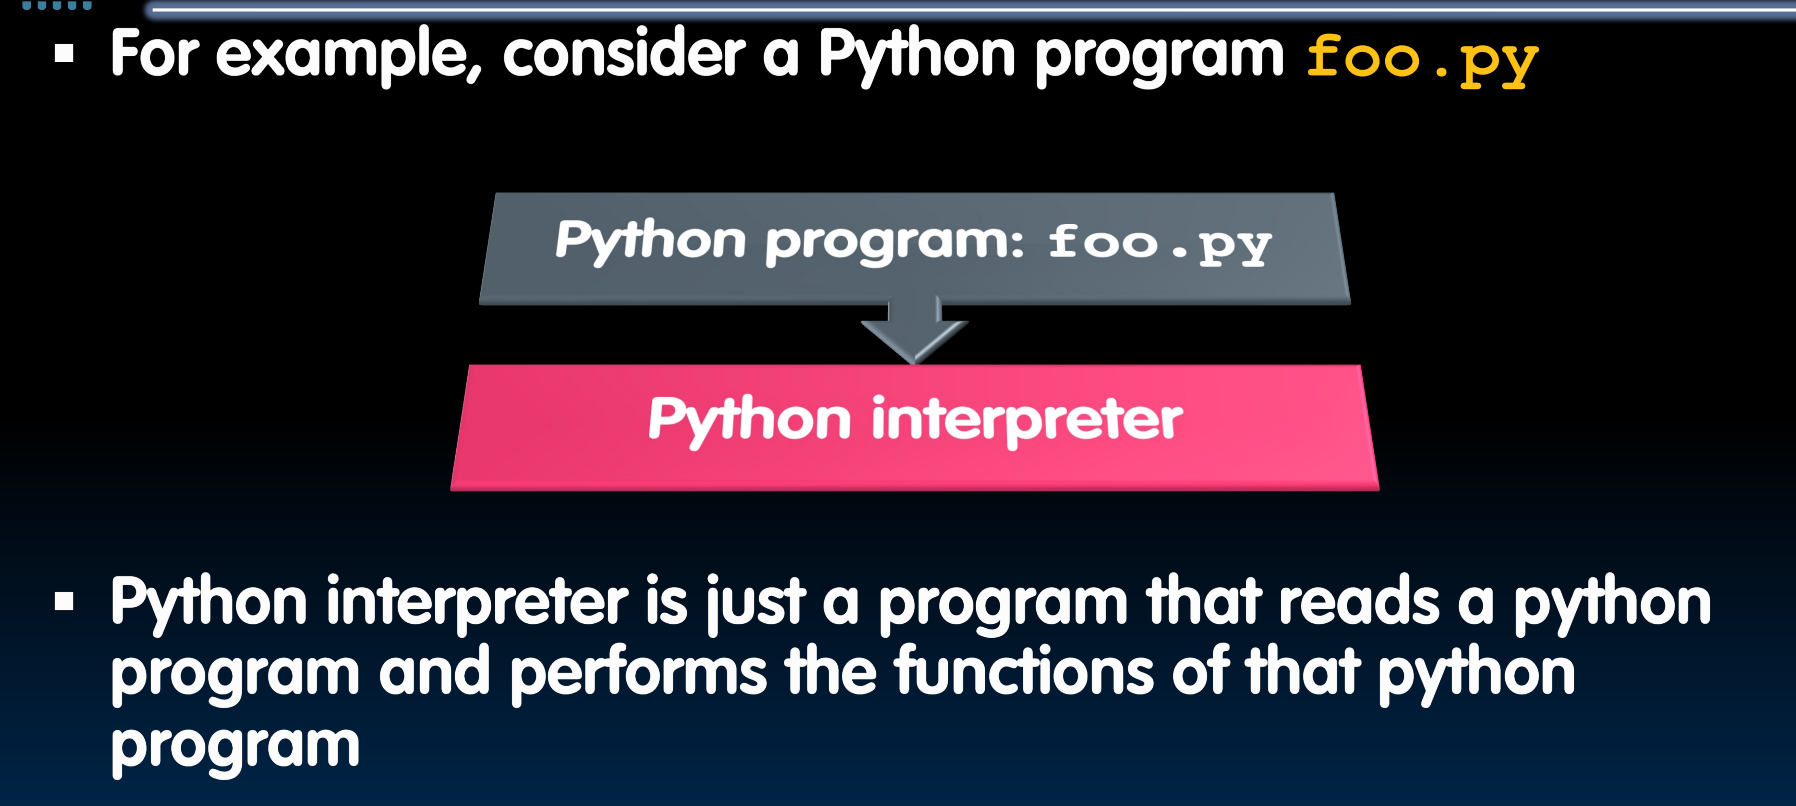 For example, consider a Python program foo.py
Python program: foo.py
Python interpreter
Python interpreter is just a program that reads a python
program and performs the functions of that python
program